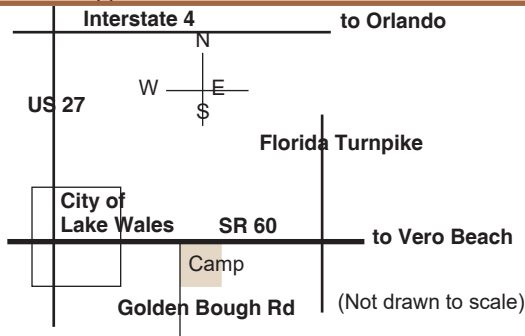 Interstate 4
to Orlando
N
W
E
S
US 27
Florida Turnpike
City of
Lake Wales
SR 60
to Vero Beach
Camp
Golden Bough Rd
(Not drawn to scale)